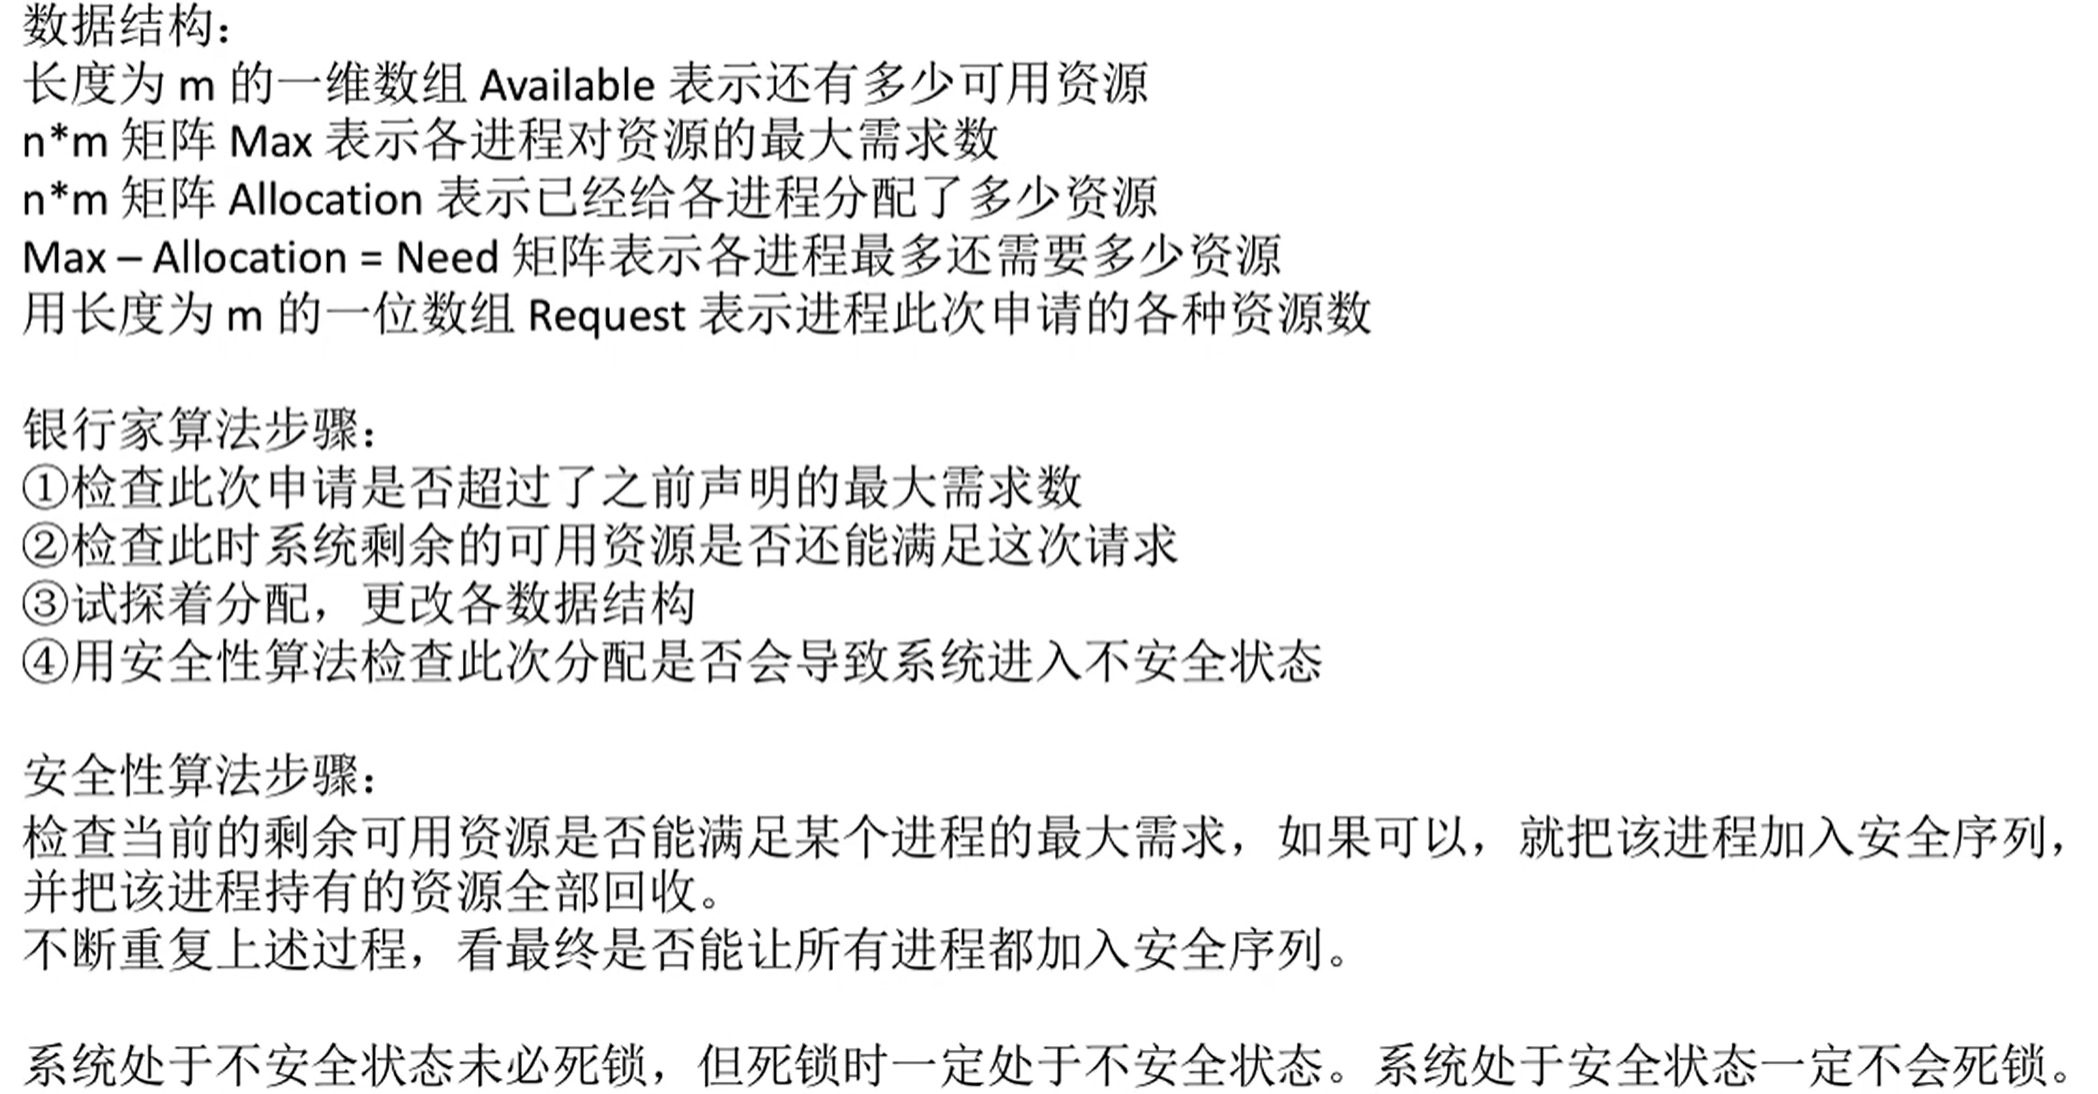 数据结构：
长度为 m 的一维数组 Available 表示还有多少可用资源
n*m 矩阵 Max 表示各进程对资源的最大需求数
n*m 矩阵 Allocation 表示已经给各进程分配了多少资源
Max – Allocation = Need 矩阵表示各进程最多还需要多少资源
用长度为 m 的一位数组 Request 表示进程此次申请的各种资源数
银行家算法步骤：
①检查此次申请是否超过了之前声明的最大需求数
②检查此时系统剩余的可用资源是否还能满足这次请求
③试探着分配，更改各数据结构
④用安全性算法检查此次分配是否会导致系统进入不安全状态
安全性算法步骤：
检查当前的剩余可用资源是否能满足某个进程的最大需求，如果可以，就把该进程加入安全序列，
并把该进程持有的资源全部回收。
不断重复上述过程，看最终是否能让所有进程都加入安全序列。
系统处于不安全状态未必死锁，但死锁时一定处于不安全状态。系统处于安全状态一定不会死锁。